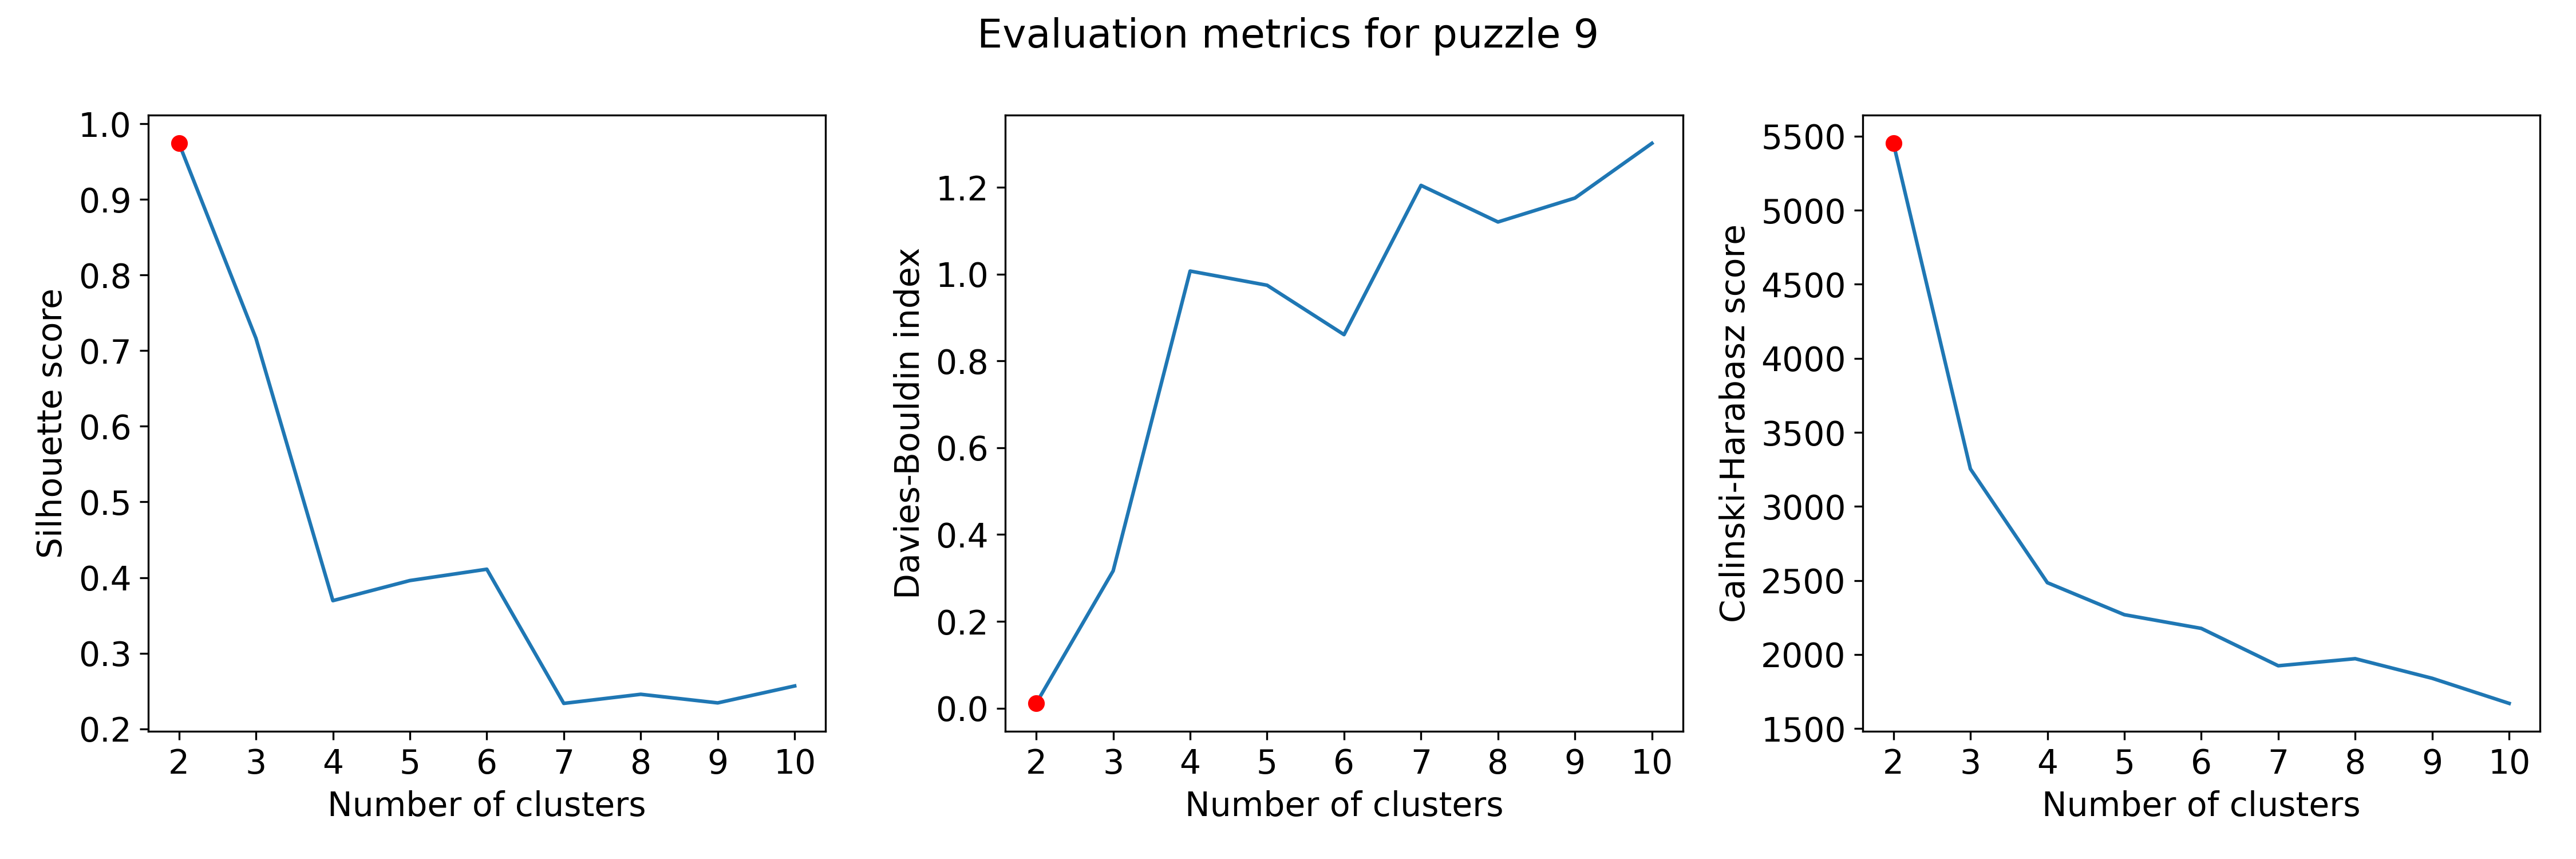 Evaluation metrics for puzzle 9
Silhouette score
1.0
0.9
0.8
0.7
0.6
0.5
0.4
0.3
0.2
2 3 4 5 6 7 8 9 10
Number of clusters
Davies-Bouldin index
1.2
1.0
0.8
0.6
0.4
0.2
0.0
2 3 4 5 6 7 8 9 10
Number of clusters
Calinski-Harabasz score
5500
5000
4500
4000
3500
3000
2500
2000
1500
2 3 4 5 6 7 8 9 10
Number of clusters